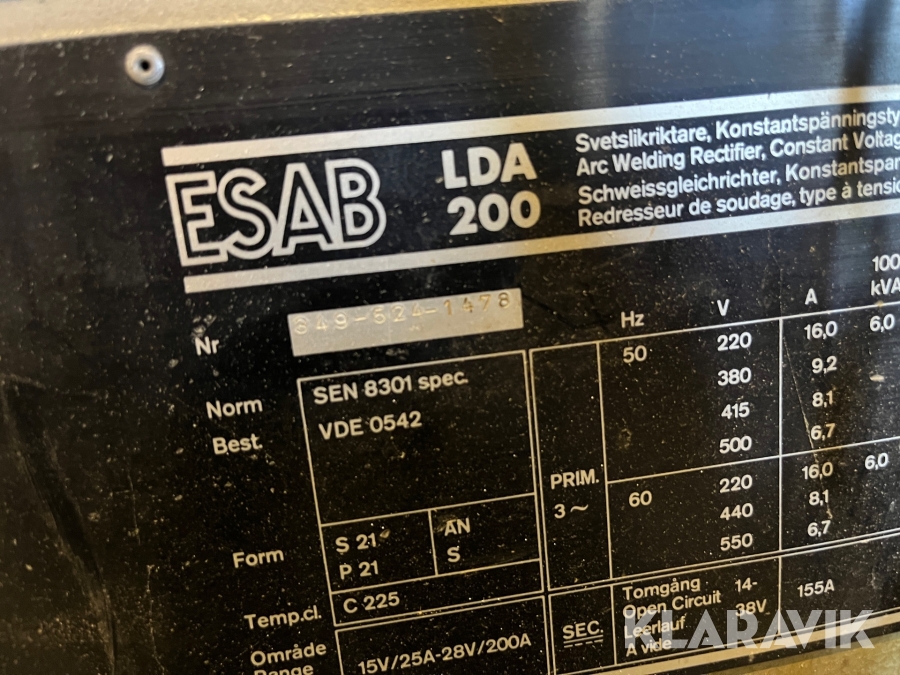 ESAB
LDA
200
Svetslikriktare, Konstantspänningsty
Arc Welding Rectifier, Constant Voltag
Schweissgleichrichter, Konstantspan
Redresseur de soudage, type à tensi
Nr 649-524-1478
Norm
Best.
SEN 8301 spec.
VDE 0542
Form
S 21
P 21
AN
S
Temp.cl. C 225
Område
Range
15V/25A-28V/200A
PRIM.
3 ~
Hz V A 100
kVA
50 220 16,0 6,0
380 9,2
415 8,1
500 6,7
60 220 16,0 6,0
440 8,1
550 6,7
SEC.
Tomgång 14-
Open Circuit 38V
Leerlauf
A vide
155A
KLARAVIK